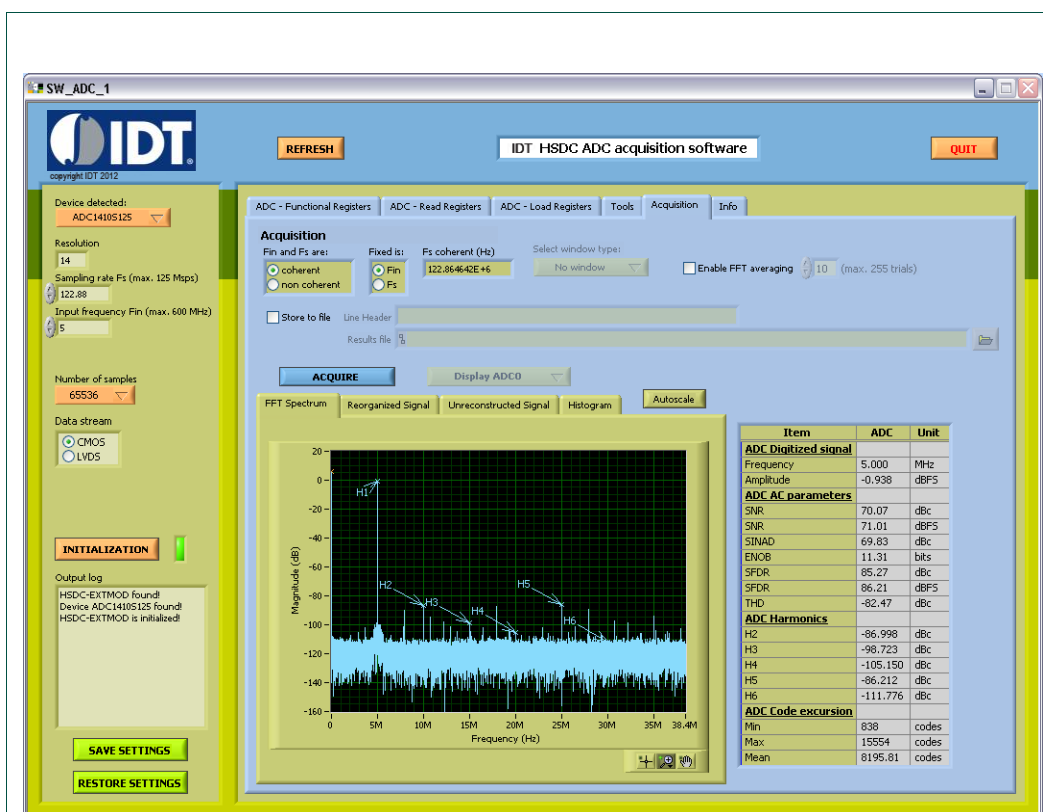 SW_ADC_1
IDT®
copyright IDT 2012
REFRESH
IDT HSDC ADC acquisition software
QUIT
Device detected:
ADC1410S125
Resolution
14
Sampling rate Fs (max. 125 Msps)
122.88
Input frequency Fin (max. 600 MHz)
5
Number of samples
65536
Data stream
CMOS
LVDS
INITIALIZATION
Output log
HSDC-EXTMOD found!
Device ADC1410S125 found!
HSDC-EXTMOD is initialized!
SAVE SETTINGS
RESTORE SETTINGS
ADC - Functional Registers
ADC - Read Registers
ADC - Load Registers
Tools
Acquisition
Info
Acquisition
Fin and Fs are:
coherent
non coherent
Fixed is:
Fin
Fs
Fs coherent (Hz)
122.864642E+6
Select window type:
No window
Enable FFT averaging
10 (max. 255 trials)
Store to file
Line Header
Results file
ACQUIRE
Display ADC0
FFT Spectrum
Reorganized Signal
Unreconstructed Signal
Histogram
Autoscale
Magnitude (dB)
20
0
-20
-40
-60
-80
-100
-120
-140
-160
H1
H2
H3
H4
H5
H6
0 5M 10M 15M 20M 25M 30M 35M 38.4M
Frequency (Hz)
Item ADC Unit
ADC Digitized signal
Frequency 5.000 MHz
Amplitude -0.938 dBFS
ADC AC parameters
SNR 70.07 dBc
SNR 71.01 dBFS
SINAD 69.83 dBc
ENOB 11.31 bits
SFDR 85.27 dBc
SFDR 86.21 dBFS
THD -82.47 dBc
ADC Harmonics
H2 -86.998 dBc
H3 -98.723 dBc
H4 -105.150 dBc
H5 -86.212 dBc
H6 -111.776 dBc
ADC Code excursion
Min 838 codes
Max 15554 codes
Mean 8195.81 codes